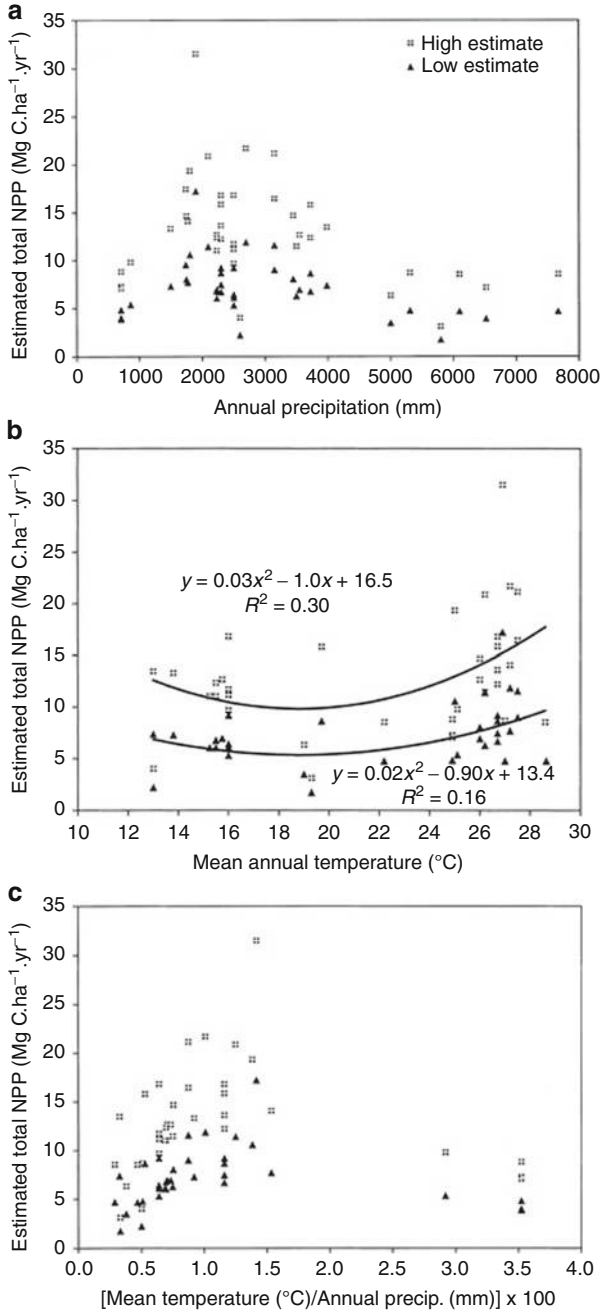 a
High estimate
Low estimate
35
30
25
20
15
10
5
0
Estimated total NPP (Mg C.ha⁻¹.yr⁻¹)
0 1000 2000 3000 4000 5000 6000 7000 8000
Annual precipitation (mm)
b
35
30
25
20
15
10
5
0
Estimated total NPP (Mg C.ha⁻¹.yr⁻¹)
y = 0.03x² − 1.0x + 16.5
R² = 0.30
y = 0.02x² − 0.90x + 13.4
R² = 0.16
10 12 14 16 18 20 22 24 26 28 30
Mean annual temperature (°C)
c
35
30
25
20
15
10
5
0
Estimated total NPP (Mg C.ha⁻¹.yr⁻¹)
0.0 0.5 1.0 1.5 2.0 2.5 3.0 3.5 4.0
[Mean temperature (°C)/Annual precip. (mm)] x 100